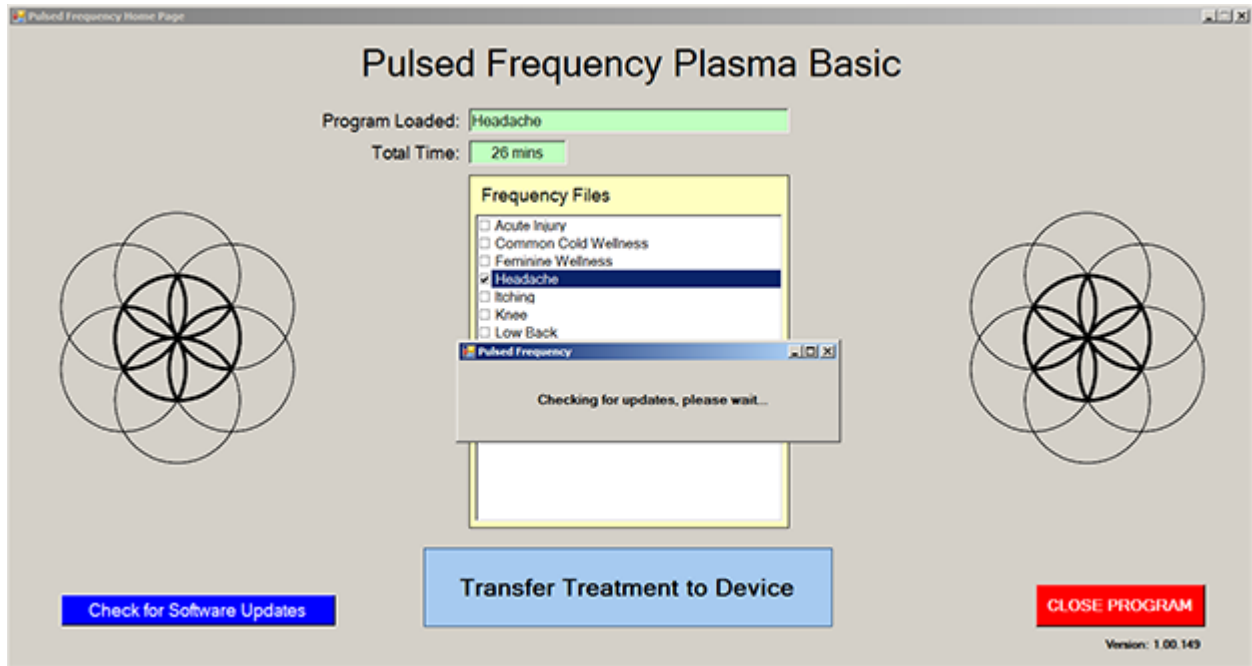 Pulsed Frequency Home Page
Pulsed Frequency Plasma Basic
Program Loaded: Headache
Total Time: 26 mins
Frequency Files
Acute Injury
Common Cold Wellness
Feminine Wellness
Headache
Itching
Knee
Low Back
Pulsed Frequency
Checking for updates, please wait...
Transfer Treatment to Device
Check for Software Updates
CLOSE PROGRAM
Version: 1.00.149